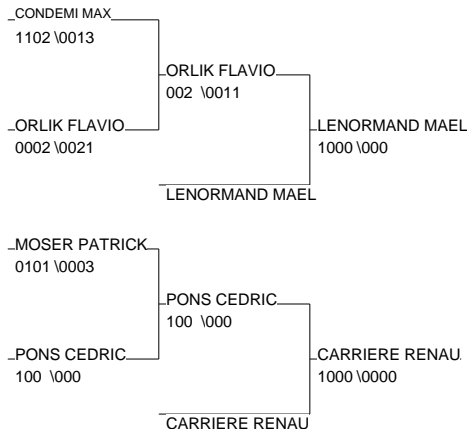 CONDEMI MAX
1102 \0013
ORLIK FLAVIO
002 \0011
ORLIK FLAVIO
0002 \0021
LENORMAND MAEL
1000 \000
LENORMAND MAEL
MOSER PATRICK
0101 \0003
PONS CEDRIC
100 \000
PONS CEDRIC
100 \000
CARRIERE RENAU
1000 \0000
CARRIERE RENAU